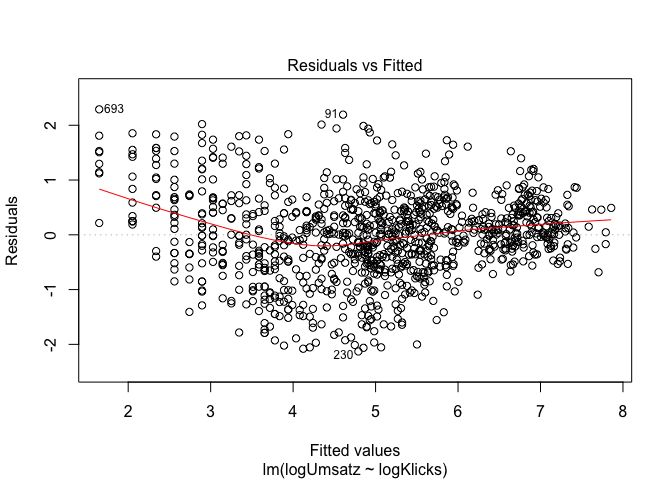 Residuals vs Fitted
693
91
230
2
1
0
-1
-2
Residuals
2 3 4 5 6 7 8
Fitted values
lm(logUmsatz ~ logKlicks)